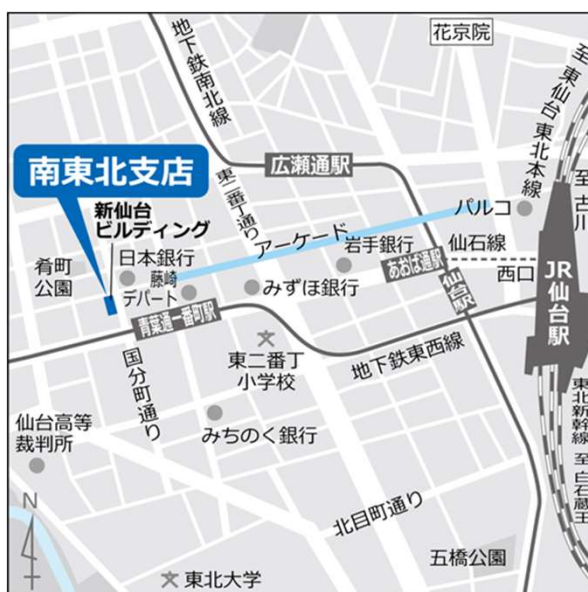 花京院
至
東仙台
東北本線
至
古川
地下鉄南北線
広瀬通駅
東二番丁通り
南東北支店
新仙台
ビルディング
アーケード
パルコ
岩手銀行
仙石線
あおば通駅
仙台駅
西口
JR
仙台駅
肴町
公園
日本銀行
藤崎
デパート
みずほ銀行
青葉通一番町駅
東二番丁
小学校
地下鉄東西線
国分町通り
みちのく銀行
仙台高等
裁判所
東北新幹線
至
白石蔵王
北目町通り
五橋公園
N
東北大学